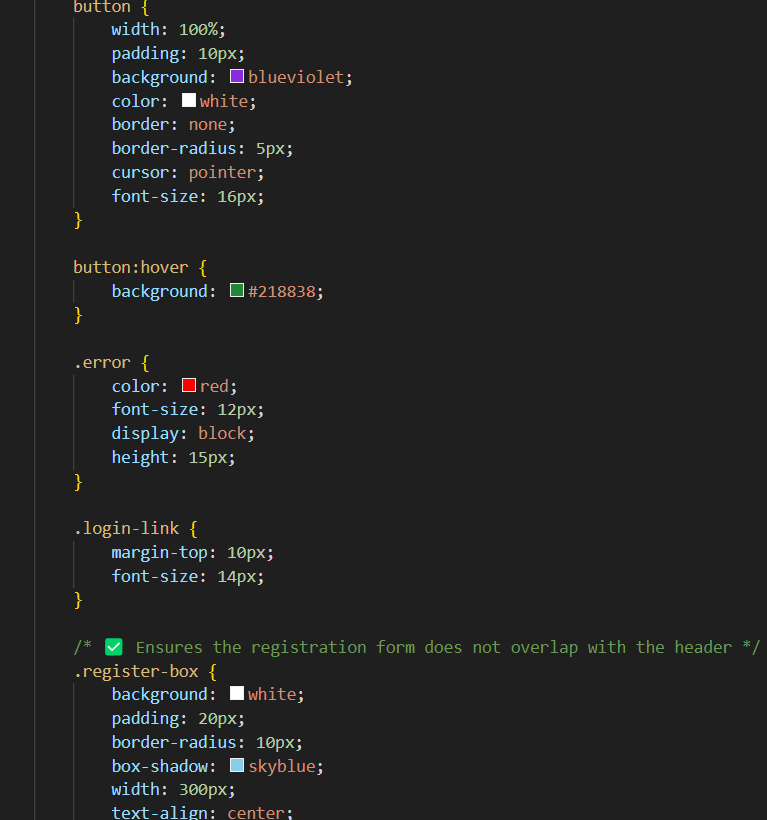 button {
width: 100%;
padding: 10px;
background: blueviolet;
color: white;
border: none;
border-radius: 5px;
cursor: pointer;
font-size: 16px;
}
button:hover {
background: #218838;
}
.error {
color: red;
font-size: 12px;
display: block;
height: 15px;
}
.login-link {
margin-top: 10px;
font-size: 14px;
}
/* ✅ Ensures the registration form does not overlap with the header */
.register-box {
background: white;
padding: 20px;
border-radius: 10px;
box-shadow: skyblue;
width: 300px;
text-align: center;